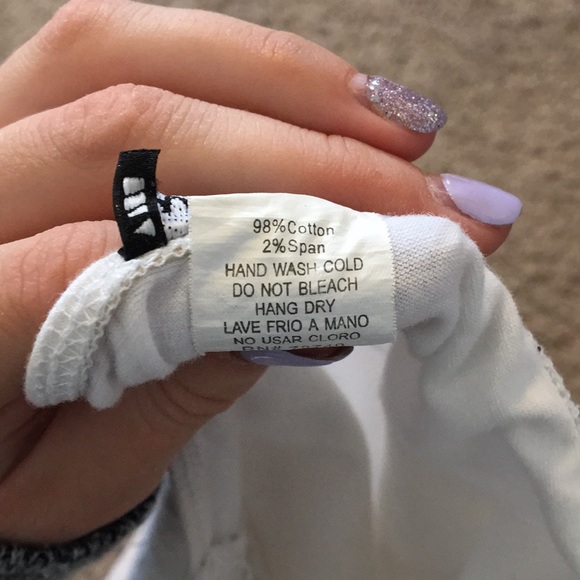 98%Cotton
2%Span
HAND WASH COLD
DO NOT BLEACH
HANG DRY
LAVE FRIO A MANO
NO USAR CLORO